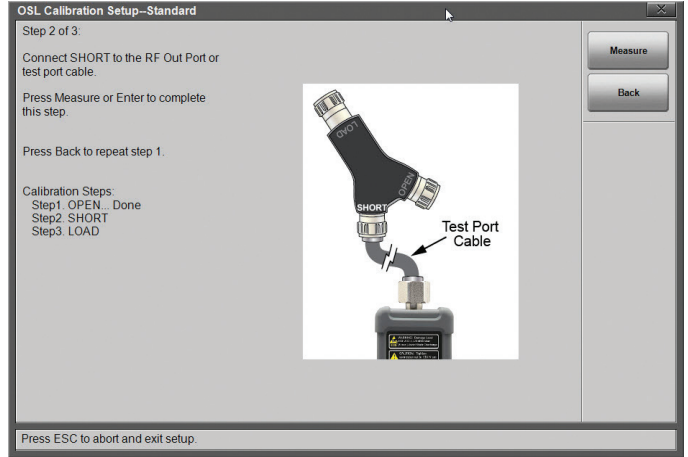 OSL Calibration Setup--Standard
Step 2 of 3:
Connect SHORT to the RF Out Port or
test port cable.
Press Measure or Enter to complete
this step.
Press Back to repeat step 1.
Calibration Steps:
Step1. OPEN... Done
Step2. SHORT
Step3. LOAD
LOAD
OPEN
SHORT
Test Port
Cable
Measure
Back
Press ESC to abort and exit setup.